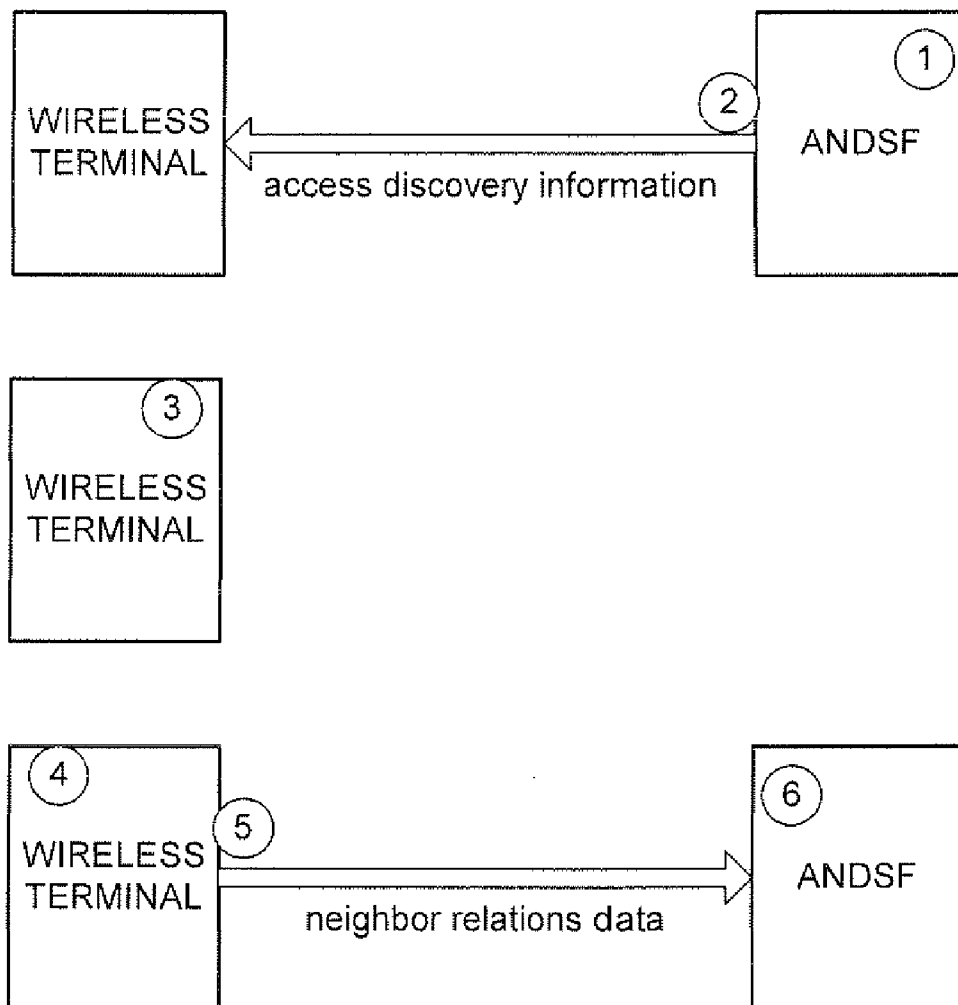 1
2
WIRELESS
TERMINAL
ANDSF
access discovery information
3
WIRELESS
TERMINAL
4
5
6
WIRELESS
TERMINAL
ANDSF
neighbor relations data